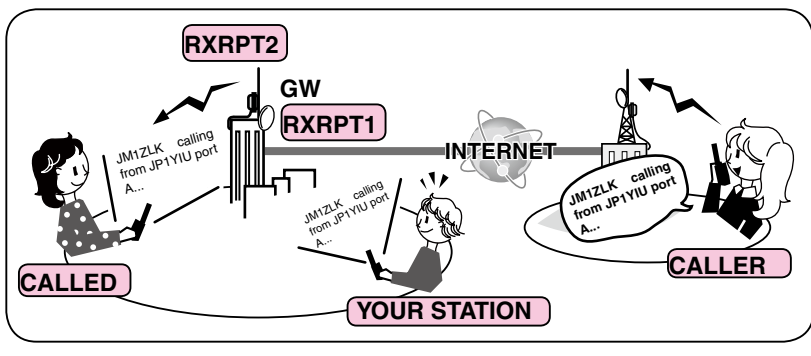 RXRPT2
GW
RXRPT1
INTERNET
JM1ZLK calling
from JP1YIU port
A...
JM1ZLK calling
from JP1YIU port
A...
JM1ZLK calling
from JP1YIU port
A...
CALLED
CALLER
YOUR STATION